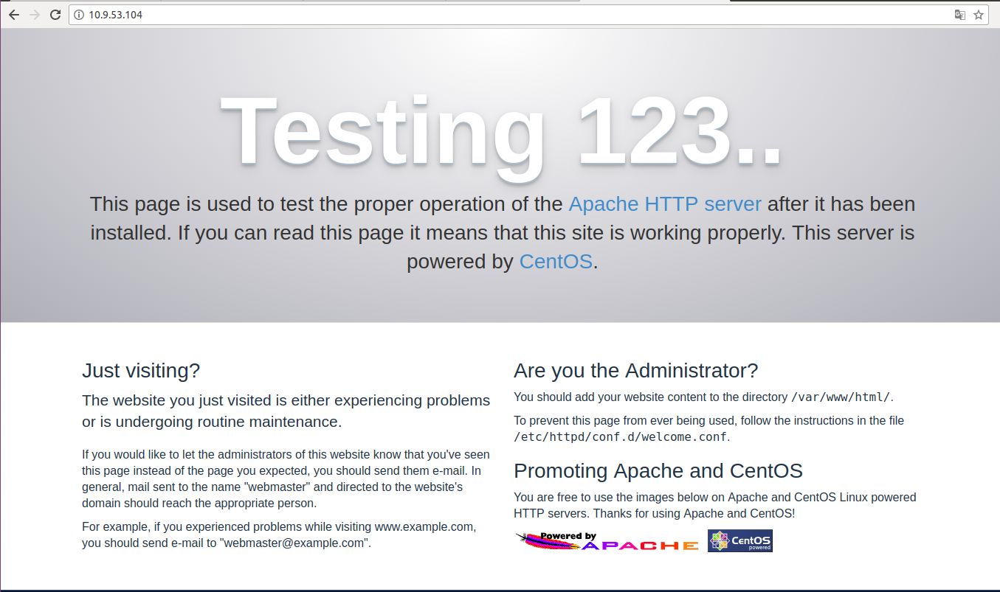 10.9.53.104
Testing 123..
This page is used to test the proper operation of the Apache HTTP server after it has been
installed. If you can read this page it means that this site is working properly. This server is
powered by CentOS.
Just visiting?
The website you just visited is either experiencing problems
or is undergoing routine maintenance.
If you would like to let the administrators of this website know that you've seen
this page instead of the page you expected, you should send them e-mail. In
general, mail sent to the name "webmaster" and directed to the website's
domain should reach the appropriate person.
For example, if you experienced problems while visiting www.example.com,
you should send e-mail to "webmaster@example.com".
Are you the Administrator?
You should add your website content to the directory /var/www/html/.
To prevent this page from ever being used, follow the instructions in the file
/etc/httpd/conf.d/welcome.conf.
Promoting Apache and CentOS
You are free to use the images below on Apache and CentOS Linux powered
HTTP servers. Thanks for using Apache and CentOS!
Powered by
APACHE
CentOS
powered